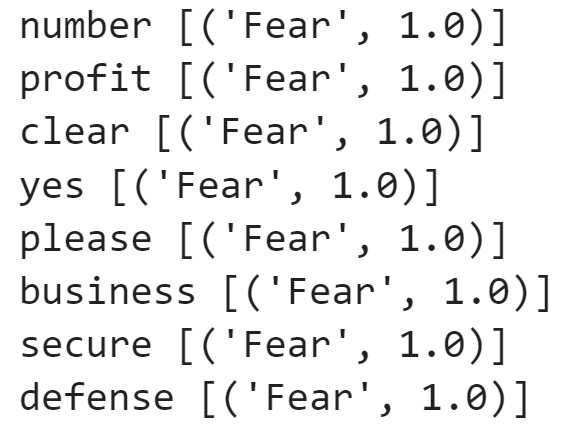 number [('Fear', 1.0)]
profit [('Fear', 1.0)]
clear [('Fear', 1.0)]
yes [('Fear', 1.0)]
please [('Fear', 1.0)]
business [('Fear', 1.0)]
secure [('Fear', 1.0)]
defense [('Fear', 1.0)]